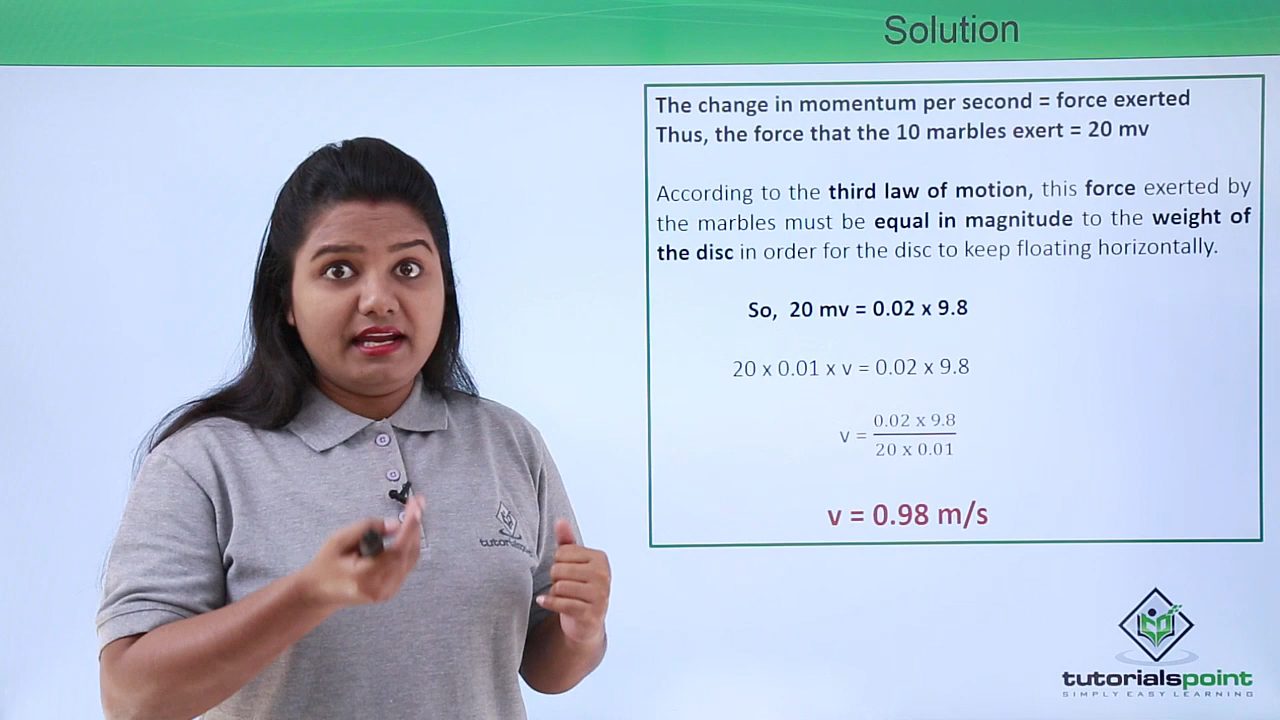 Solution
The change in momentum per second = force exerted
Thus, the force that the 10 marbles exert = 20 mv
According to the third law of motion, this force exerted by
the marbles must be equal in magnitude to the weight of
the disc in order for the disc to keep floating horizontally.
So, 20 mv = 0.02 x 9.8
20 x 0.01 x v = 0.02 x 9.8
v = 0.02 x 9.8
20 x 0.01
v = 0.98 m/s
tutorialspoint
tutorialspoint
SIMPLY EASY LEARNING